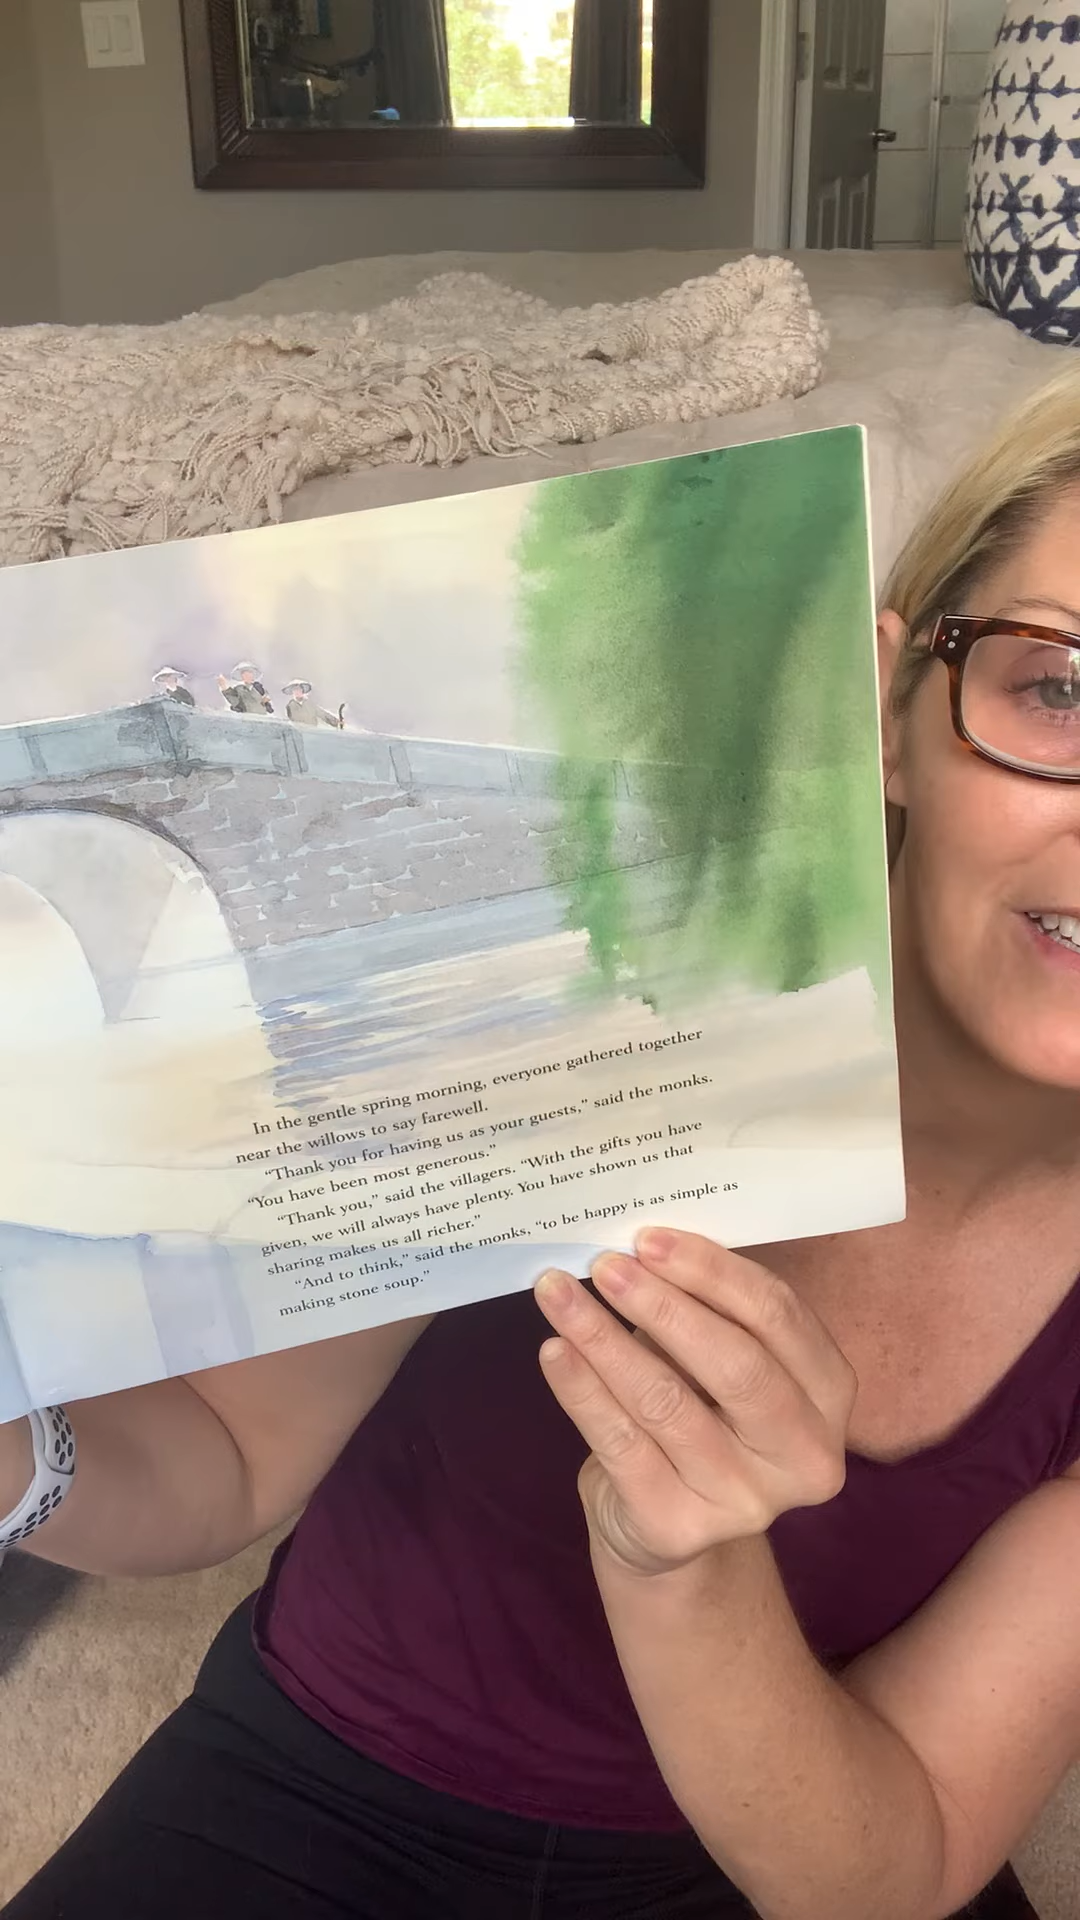 In the gentle spring morning, everyone gathered together
near the willows to say farewell.
“Thank you for having us as your guests,” said the monks.
“You have been most generous.”
“Thank you,” said the villagers. “With the gifts you have
given, we will always have plenty. You have shown us that
sharing makes us all richer.”
“And to think,” said the monks, “to be happy is as simple as
making stone soup.”